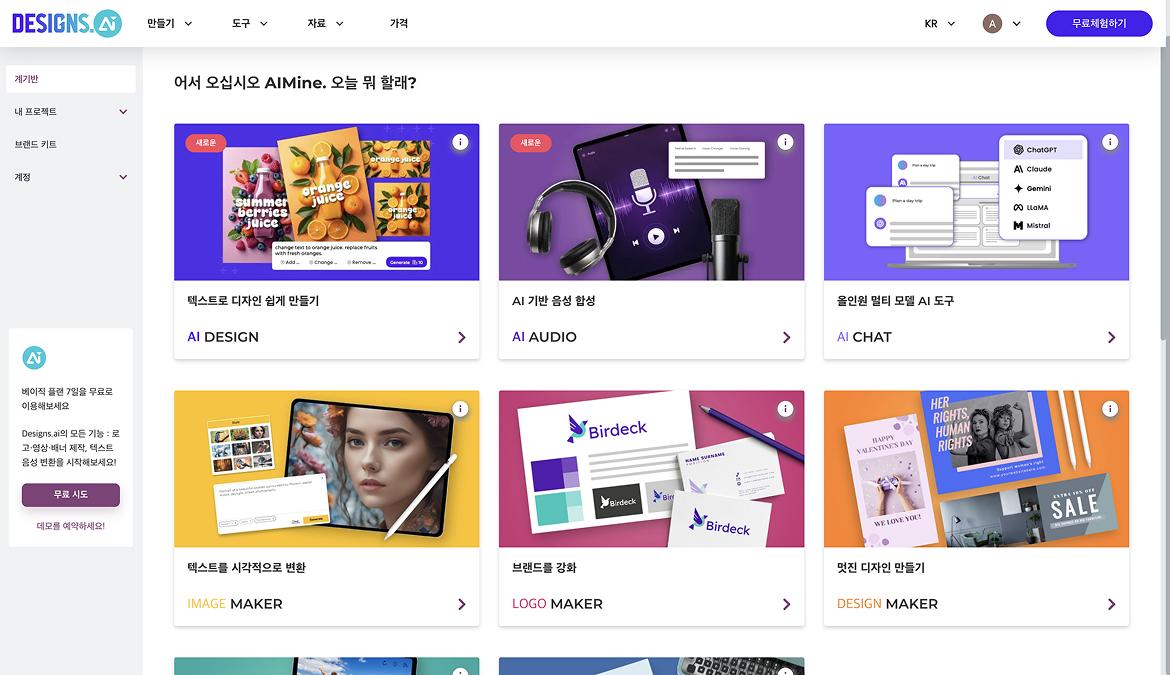 DESIGNS.Ai
만들기
도구
자료
가격
KR
A
무료체험하기
계기반
내 프로젝트
브랜드 키트
계정
Ai
베이직 플랜 7일을 무료로
이용해보세요
Designs.ai의 모든 기능 : 로
고·영상·배너 제작, 텍스트
음성 변환을 시작해보세요!
무료 시도
데모를 예약하세요!
어서 오십시오 AIMine. 오늘 뭐 할래?
새로운
summer
berries
juice
orange
juice
orange juice
orange
juice
change text to orange juice. replace fruits
with fresh oranges.
Add ...
Change ...
Remove ...
Generate
10
텍스트로 디자인 쉽게 만들기
AI DESIGN
새로운
AI 기반 음성 합성
AI AUDIO
Plan a day trip
AI Chat
Plan a day trip
ChatGPT
Claude
Gemini
LLaMA
Mistral
올인원 멀티 모델 AI 도구
AI CHAT
텍스트를 시각적으로 변환
IMAGE MAKER
Birdeck
NAME SURNAME
POSITION
Birdeck
Birdeck
브랜드를 강화
LOGO MAKER
HAPPY
VALENTINE'S DAY
WE LOVE YOU!
HER
RIGHTS,
HUMAN
RIGHTS
Support women's right
EXTRA 10% OFF
SALE
멋진 디자인 만들기
DESIGN MAKER